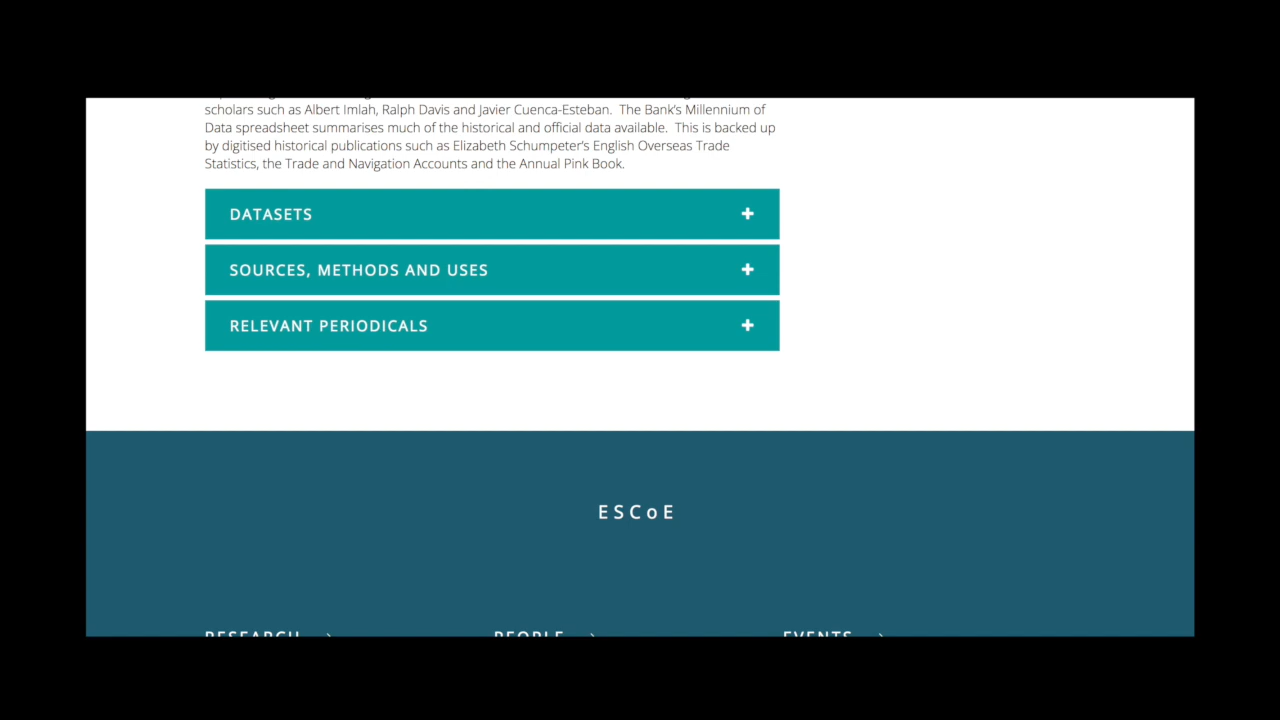 scholars such as Albert Imlah, Ralph Davis and Javier Cuenca-Esteban.  The Bank's Millennium of
Data spreadsheet summarises much of the historical and official data available.  This is backed up
by digitised historical publications such as Elizabeth Schumpeter's English Overseas Trade
Statistics, the Trade and Navigation Accounts and the Annual Pink Book.
DATASETS +
SOURCES, METHODS AND USES +
RELEVANT PERIODICALS +
ESCoE
RESEARCH > PEOPLE > EVENTS >